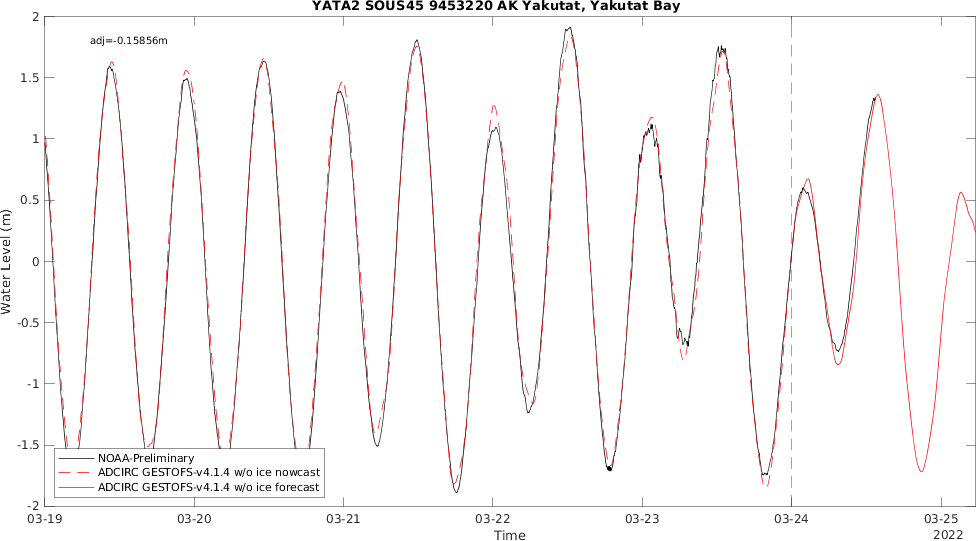 YATA2 SOUS45 9453220 AK Yakutat, Yakutat Bay
adj=-0.15856m
2
1.5
1
0.5
0
-0.5
-1
-1.5
-2
Water Level (m)
NOAA-Preliminary
ADCIRC GESTOFS-v4.1.4 w/o ice nowcast
ADCIRC GESTOFS-v4.1.4 w/o ice forecast
03-19 03-20 03-21 03-22 03-23 03-24 03-25
Time
2022